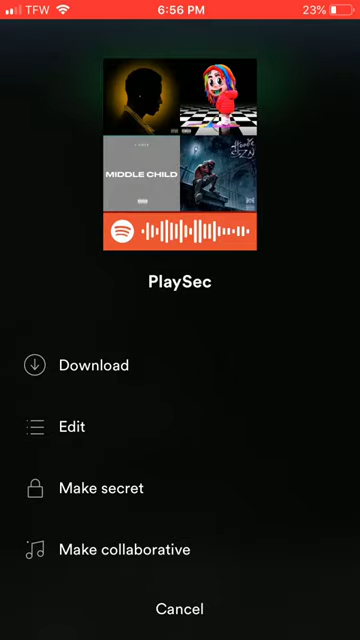 TFW 6:56 PM 23%
MIDDLE CHILD
PlaySec
Download
Edit
Make secret
Make collaborative
Cancel